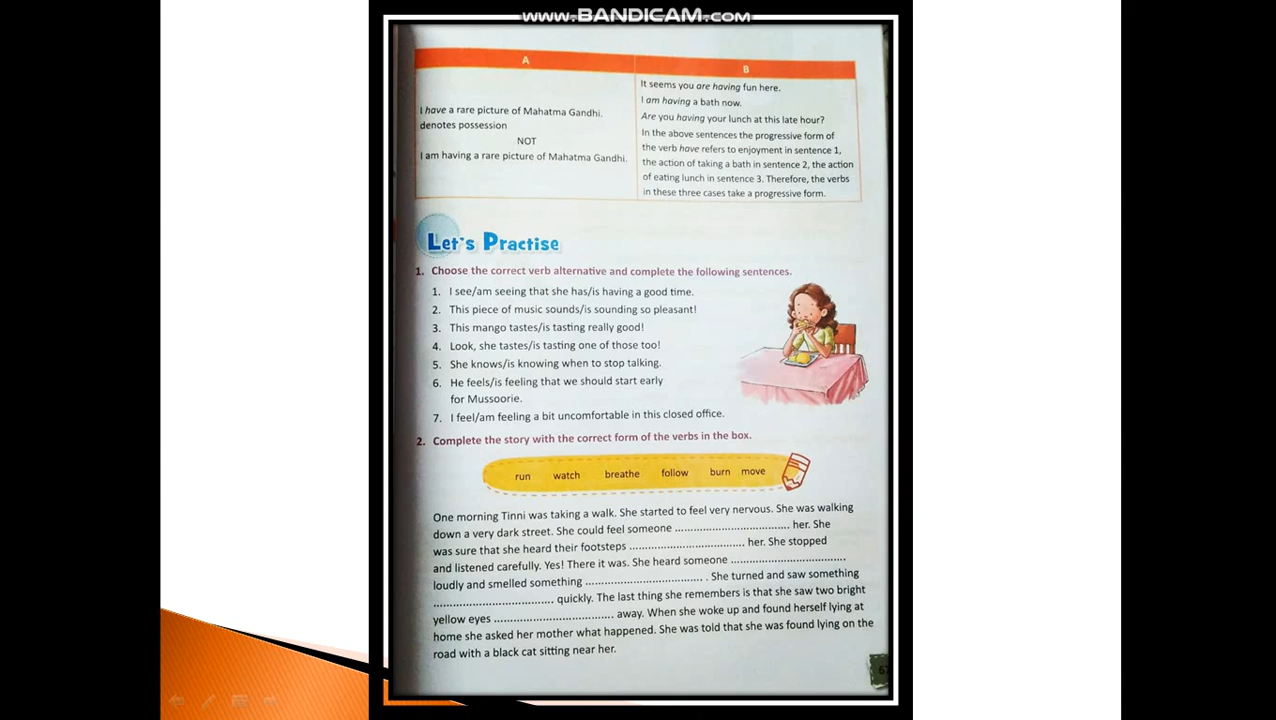 www.BANDICAM.com
A
B
I have a rare picture of Mahatma Gandhi.
denotes possession
NOT
I am having a rare picture of Mahatma Gandhi.
It seems you are having fun here.
I am having a bath now.
Are you having your lunch at this late hour?
In the above sentences the progressive form of
the verb have refers to enjoyment in sentence 1,
the action of taking a bath in sentence 2, the action
of eating lunch in sentence 3. Therefore, the verbs
in these three cases take a progressive form.
Let's Practise
1. Choose the correct verb alternative and complete the following sentences.
1. I see/am seeing that she has/is having a good time.
2. This piece of music sounds/is sounding so pleasant!
3. This mango tastes/is tasting really good!
4. Look, she tastes/is tasting one of those too!
5. She knows/is knowing when to stop talking.
6. He feels/is feeling that we should start early
for Mussoorie.
7. I feel/am feeling a bit uncomfortable in this closed office.
2. Complete the story with the correct form of the verbs in the box.
run watch breathe follow burn move
One morning Tinni was taking a walk. She started to feel very nervous. She was walking
down a very dark street. She could feel someone ...................................... her. She
was sure that she heard their footsteps ...................................... her. She stopped
and listened carefully. Yes! There it was. She heard someone ......................................
loudly and smelled something ...................................... . She turned and saw something
...................................... quickly. The last thing she remembers is that she saw two bright
yellow eyes ...................................... away. When she woke up and found herself lying at
home she asked her mother what happened. She was told that she was found lying on the
road with a black cat sitting near her.